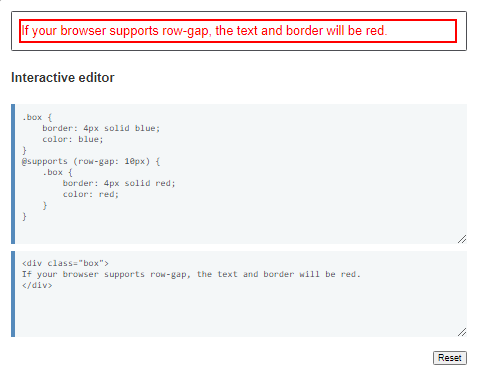 If your browser supports row-gap, the text and border will be red.
Interactive editor
.box {
    border: 4px solid blue;
    color: blue;
}
@supports (row-gap: 10px) {
    .box {
        border: 4px solid red;
        color: red;
    }
}
<div class="box">
If your browser supports row-gap, the text and border will be red.
</div>
Reset